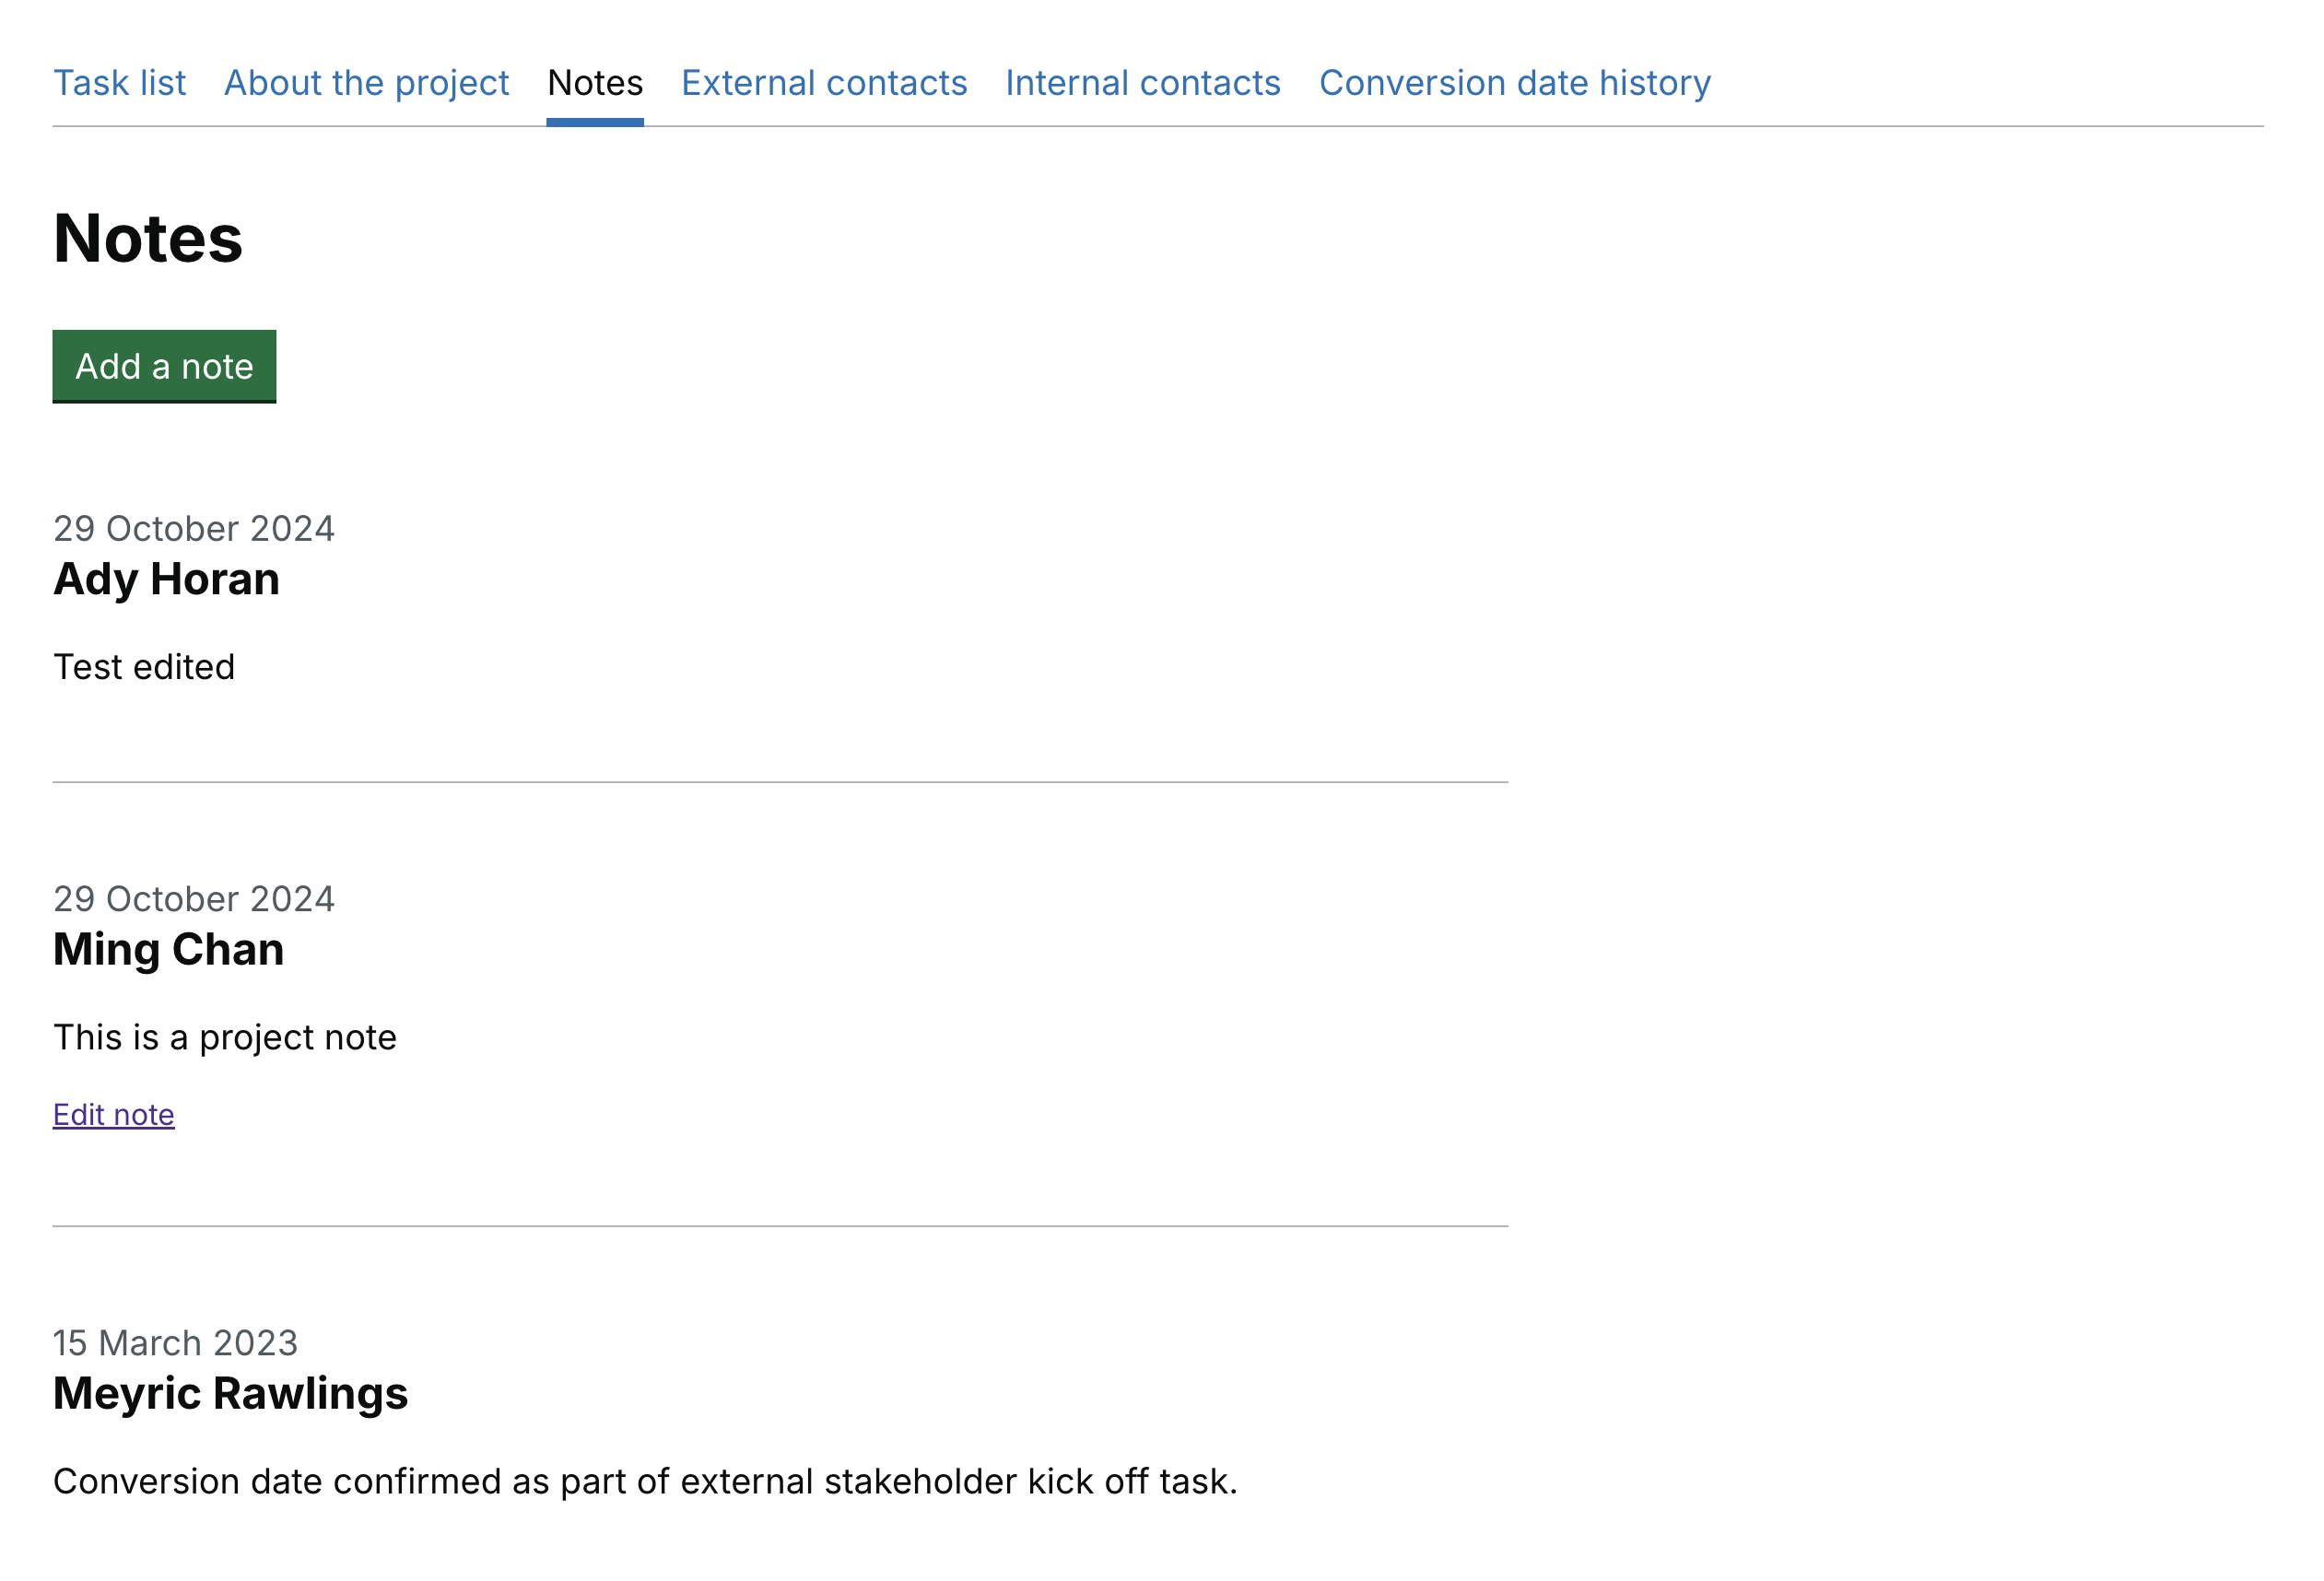 Task list About the project Notes External contacts Internal contacts Conversion date history
Notes
Add a note
29 October 2024
Ady Horan
Test edited
29 October 2024
Ming Chan
This is a project note
Edit note
15 March 2023
Meyric Rawlings
Conversion date confirmed as part of external stakeholder kick off task.